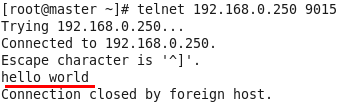 [root@master ~]# telnet 192.168.0.250 9015
Trying 192.168.0.250...
Connected to 192.168.0.250.
Escape character is '^]'.
hello world
Connection closed by foreign host.